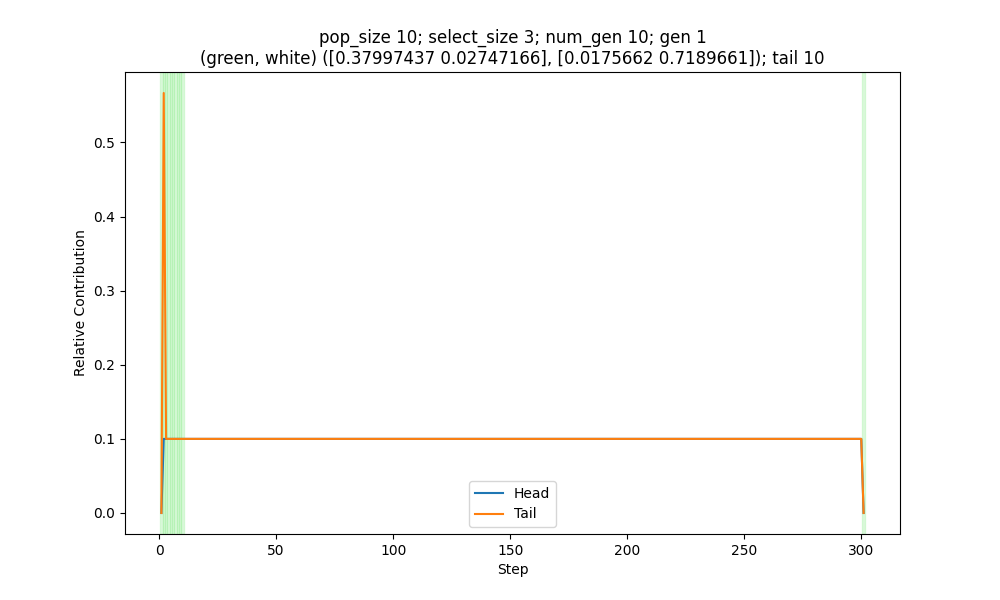 pop_size 10; select_size 3; num_gen 10; gen 1
(green, white) ([0.37997437 0.02747166], [0.0175662 0.7189661]); tail 10
0.5
0.4
0.3
0.2
0.1
0.0
Relative Contribution
Head
Tail
0 50 100 150 200 250 300
Step